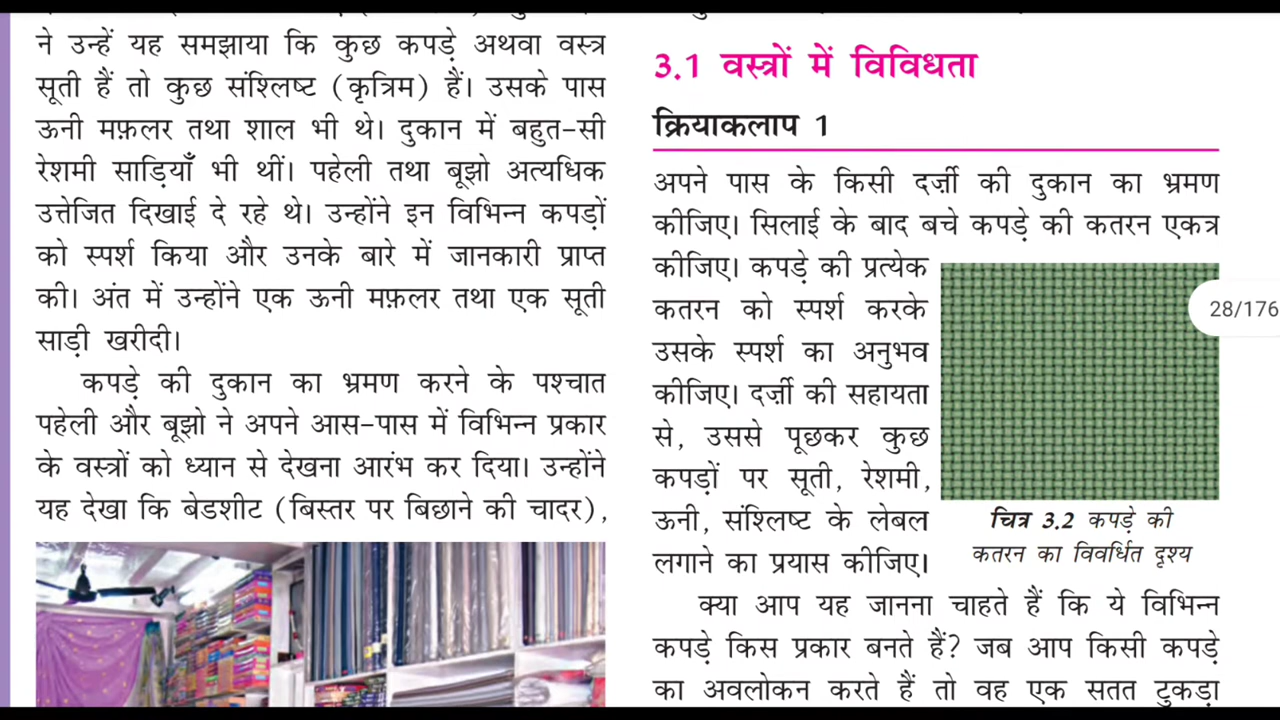 ने उन्हें यह समझाया कि कुछ कपड़े अथवा वस्त्र
सूती हैं तो कुछ संश्लिष्ट (कृत्रिम) हैं। उसके पास
ऊनी मफ़लर तथा शाल भी थे। दुकान में बहुत-सी
रेशमी साड़ियाँ भी थीं। पहेली तथा बूझो अत्यधिक
उत्तेजित दिखाई दे रहे थे। उन्होंने इन विभिन्न कपड़ों
को स्पर्श किया और उनके बारे में जानकारी प्राप्त
की। अंत में उन्होंने एक ऊनी मफ़लर तथा एक सूती
साड़ी खरीदी।
कपड़े की दुकान का भ्रमण करने के पश्चात
पहेली और बूझो ने अपने आस-पास में विभिन्न प्रकार
के वस्त्रों को ध्यान से देखना आरंभ कर दिया। उन्होंने
यह देखा कि बेडशीट (बिस्तर पर बिछाने की चादर),
3.1 वस्त्रों में विविधता
क्रियाकलाप 1
अपने पास के किसी दर्ज़ी की दुकान का भ्रमण
कीजिए। सिलाई के बाद बचे कपड़े की कतरन एकत्र
कीजिए। कपड़े की प्रत्येक
कतरन को स्पर्श करके
उसके स्पर्श का अनुभव
कीजिए। दर्ज़ी की सहायता
से, उससे पूछकर कुछ
कपड़ों पर सूती, रेशमी,
ऊनी, संश्लिष्ट के लेबल
लगाने का प्रयास कीजिए।
28/176
चित्र 3.2 कपड़े की
कतरन का विवर्धित दृश्य
क्या आप यह जानना चाहते हैं कि ये विभिन्न
कपड़े किस प्रकार बनते हैं? जब आप किसी कपड़े
का अवलोकन करते हैं तो वह एक सतत टुकड़ा